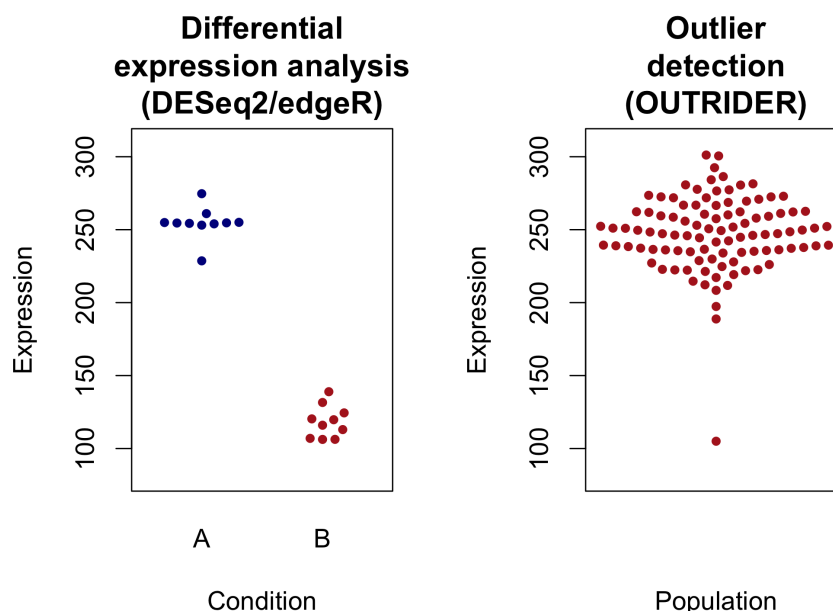 Differential
expression analysis
(DESeq2/edgeR)
300
250
200
150
100
Expression
A
B
Condition
Outlier
detection
(OUTRIDER)
300
250
200
150
100
Expression
Population